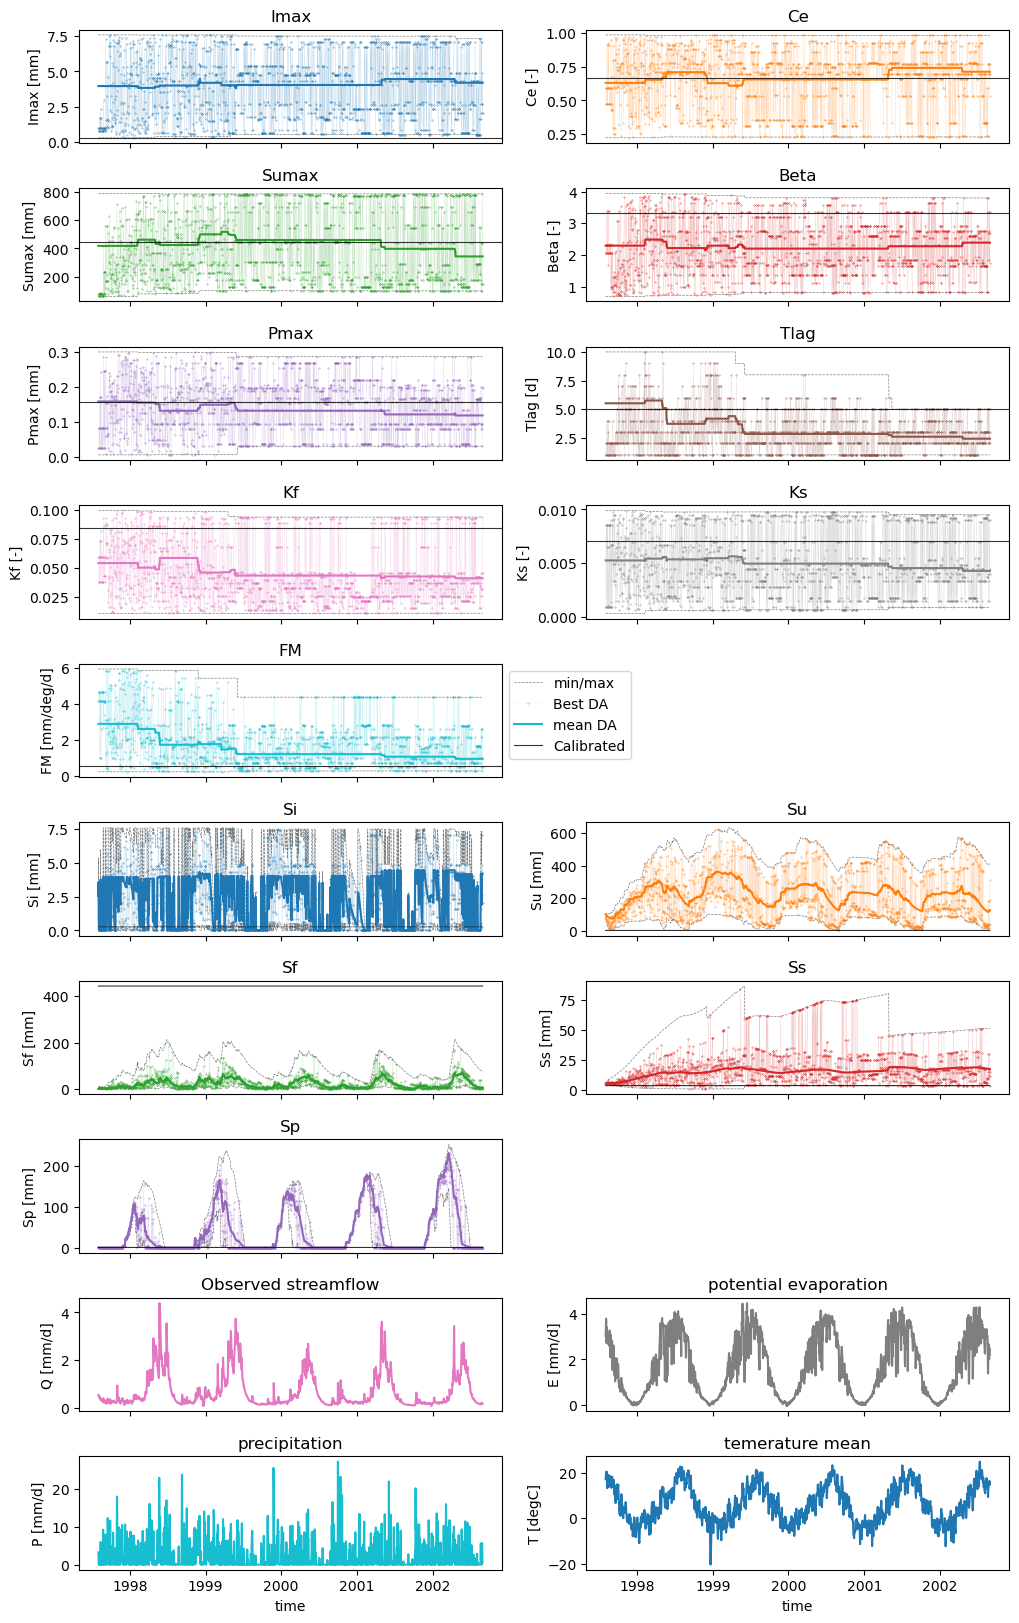 Imax
Imax [mm]
7.5
5.0
2.5
0.0
Ce
Ce [-]
1.00
0.75
0.50
0.25
Sumax
Sumax [mm]
800
600
400
200
Beta
Beta [-]
4
3
2
1
Pmax
Pmax [mm]
0.3
0.2
0.1
0.0
Tlag
Tlag [d]
10.0
7.5
5.0
2.5
Kf
Kf [-]
0.100
0.075
0.050
0.025
Ks
Ks [-]
0.010
0.005
0.000
FM
FM [mm/deg/d]
6
4
2
0
min/max
Best DA
mean DA
Calibrated
Si
Si [mm]
7.5
5.0
2.5
0.0
Su
Su [mm]
600
400
200
0
Sf
Sf [mm]
400
200
0
Ss
Ss [mm]
75
50
25
0
Sp
Sp [mm]
200
100
0
Observed streamflow
Q [mm/d]
4
2
0
potential evaporation
E [mm/d]
4
2
0
precipitation
P [mm/d]
20
10
0
1998 1999 2000 2001 2002
time
temerature mean
T [degC]
20
0
−20
1998 1999 2000 2001 2002
time